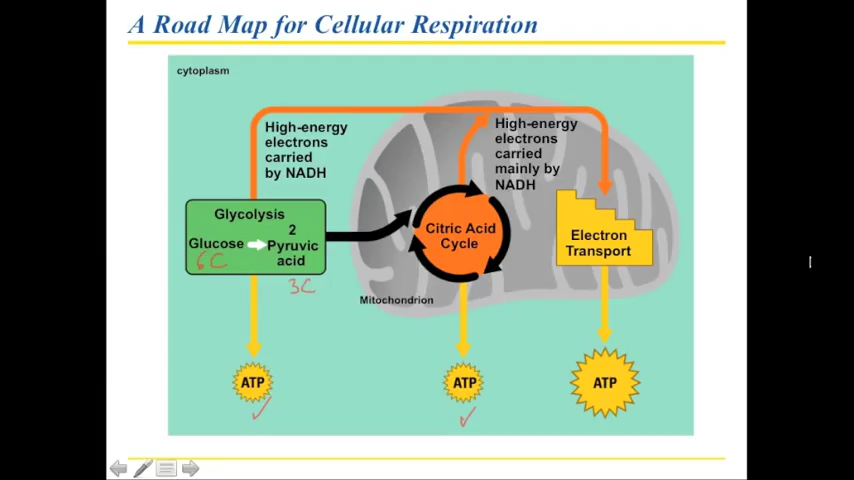 A Road Map for Cellular Respiration
cytoplasm
High-energy
electrons
carried
by NADH
High-energy
electrons
carried
mainly by
NADH
Glycolysis
2
Glucose Pyruvic
acid
6C
3C
Citric Acid
Cycle
Electron
Transport
Mitochondrion
ATP
ATP
ATP